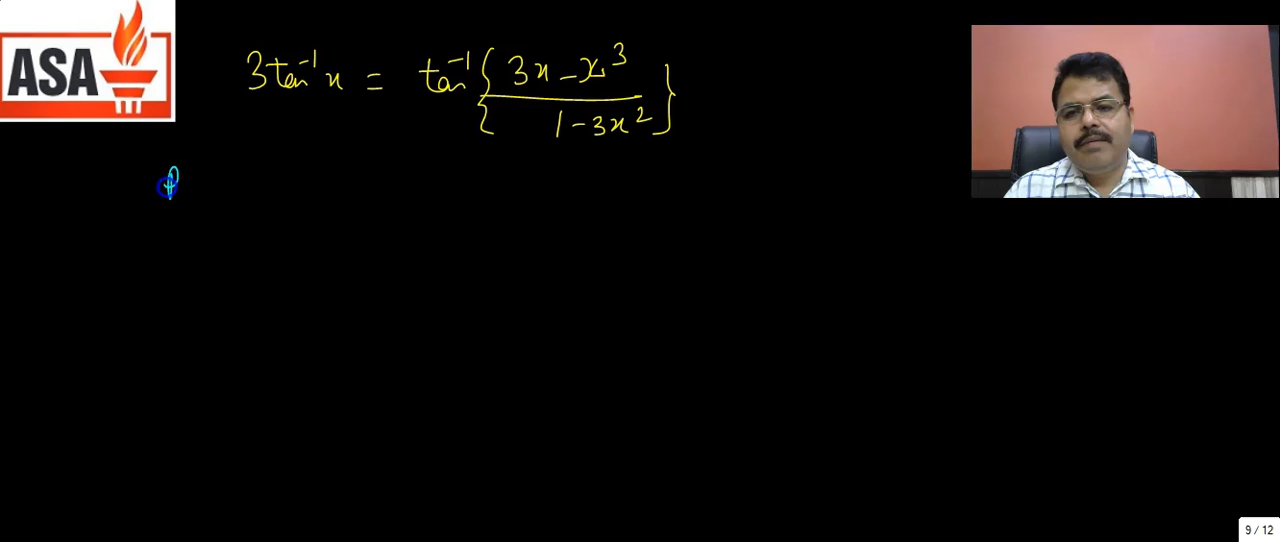 ASA
3tan⁻¹x = tan⁻¹{3x-x³/1-3x²}
9 / 12